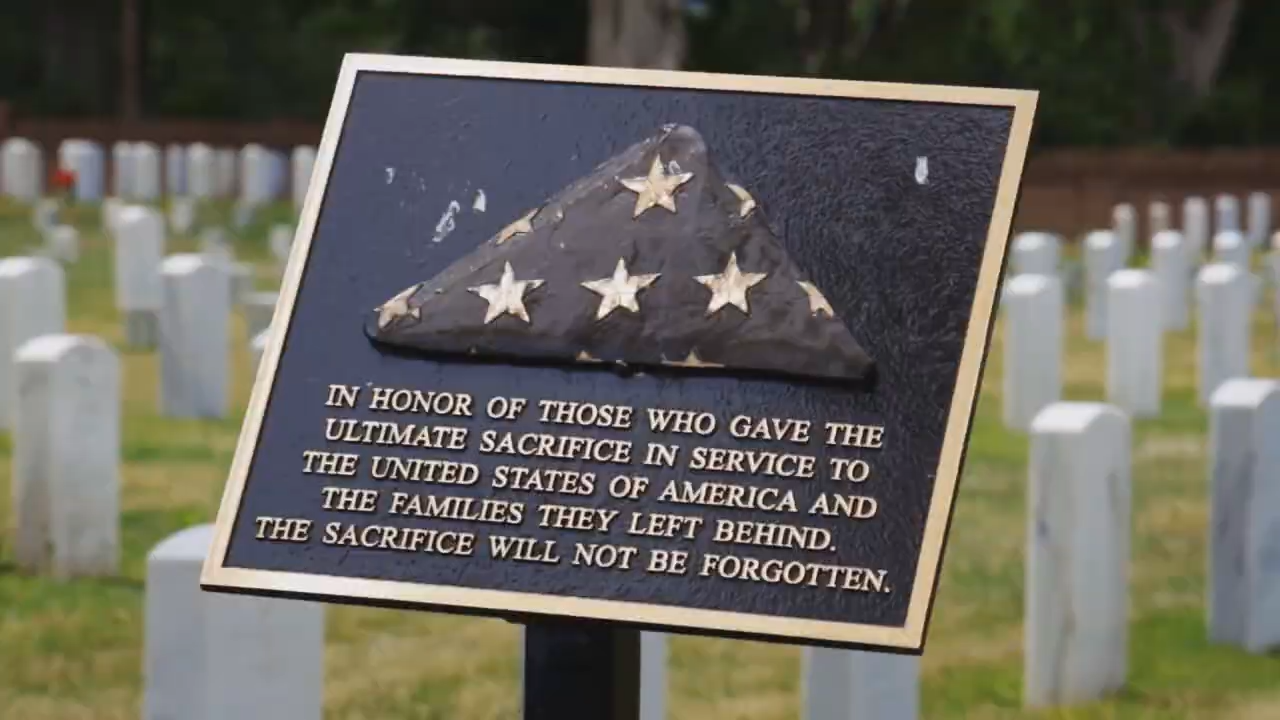 IN HONOR OF THOSE WHO GAVE THE
ULTIMATE SACRIFICE IN SERVICE TO
THE UNITED STATES OF AMERICA AND
THE FAMILIES THEY LEFT BEHIND.
THE SACRIFICE WILL NOT BE FORGOTTEN.